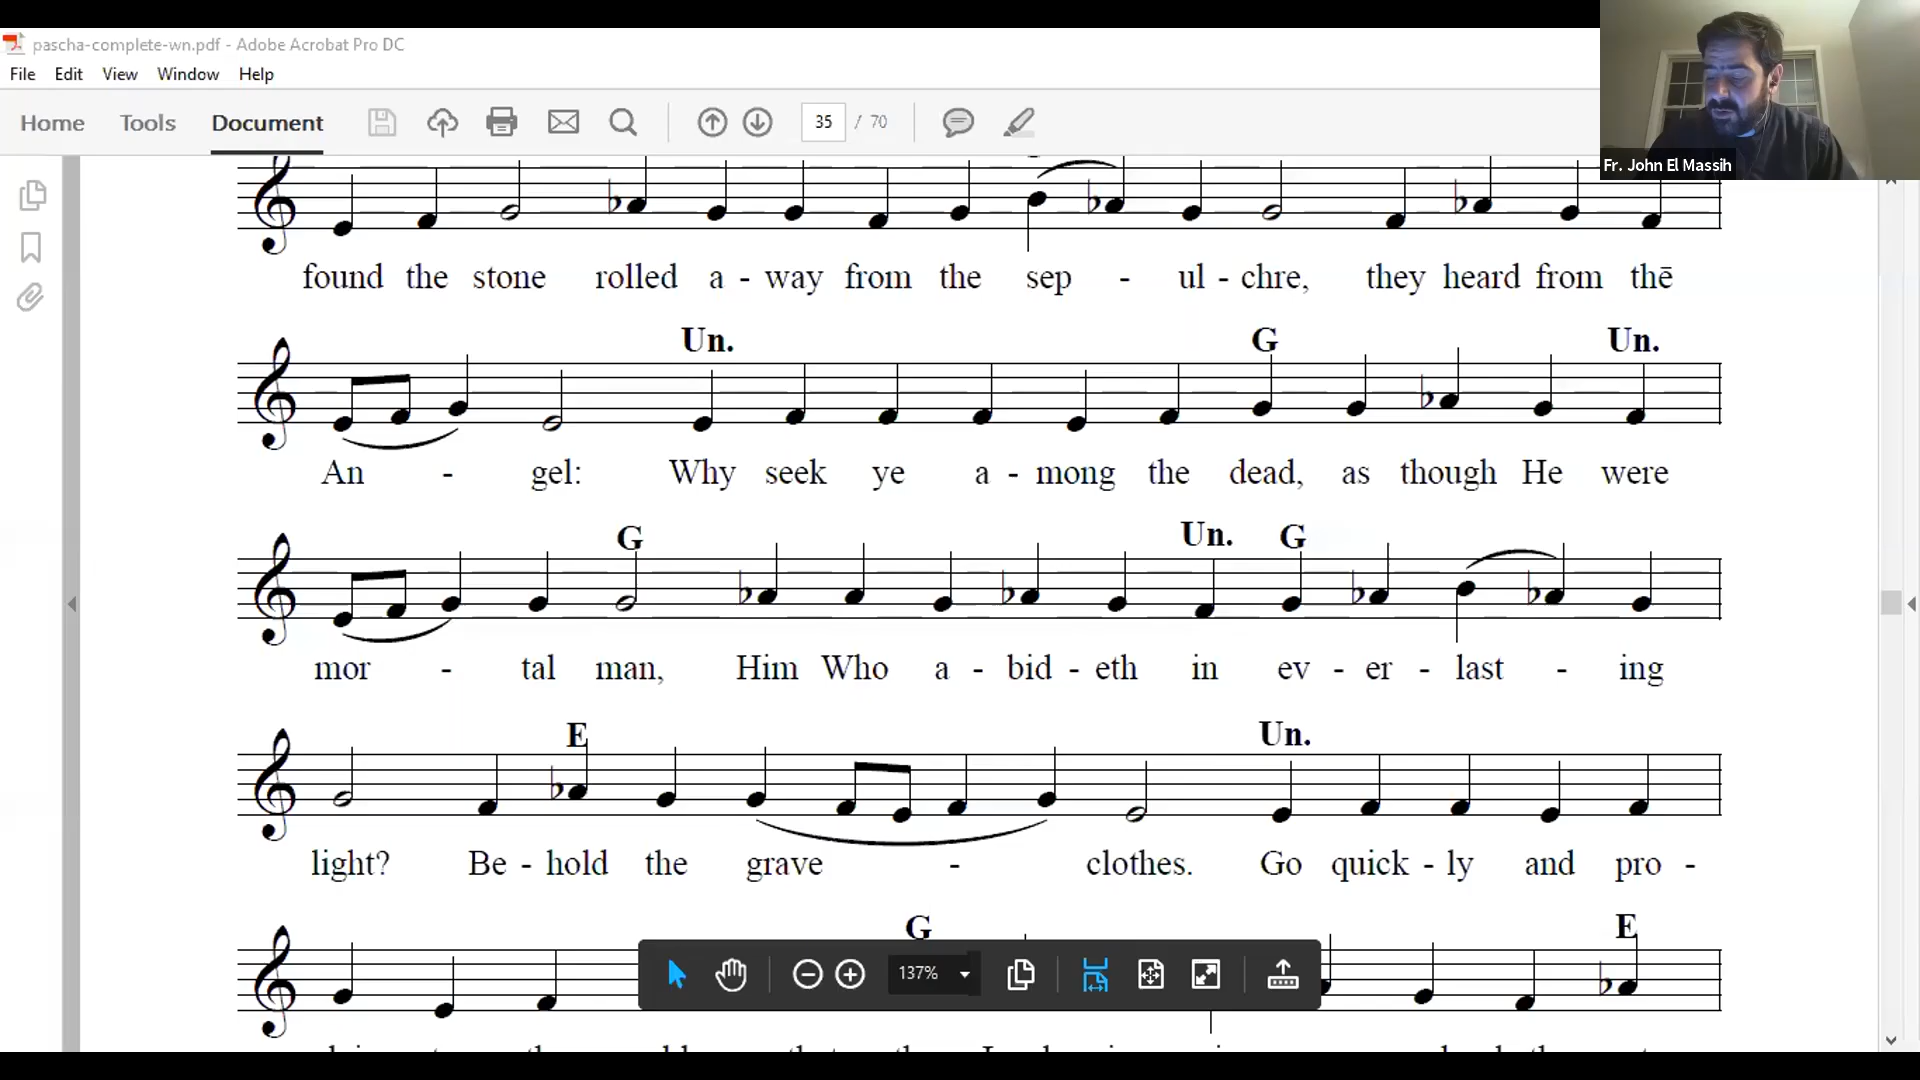 pascha-complete-wn.pdf - Adobe Acrobat Pro DC
File Edit View Window Help
Home Tools Document 35 / 70
Fr. John El Massih
found the stone rolled a - way from the sep - ul - chre, they heard from thē
Un. G Un.
An - gel: Why seek ye a - mong the dead, as though He were
G Un. G
mor - tal man, Him Who a - bid - eth in ev - er - last - ing
E Un.
light? Be - hold the grave - clothes. Go quick - ly and pro -
G E
137%